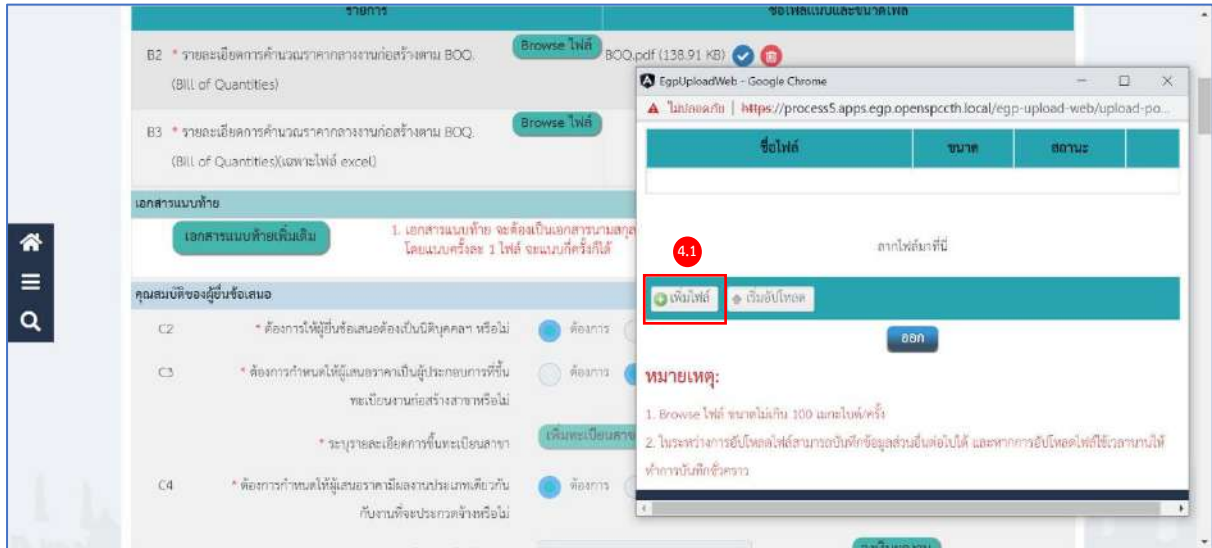 รายการ
ชื่อไฟล์แนบและขนาดไฟล์
B2 * รายละเอียดการคำนวณราคากลางงานก่อสร้างตาม BOQ.
(Bill of Quantities)
Browse ไฟล์
BOQ.pdf (138.91 KB)
B3 * รายละเอียดการคำนวณราคากลางงานก่อสร้างตาม BOQ.
(Bill of Quantities)(เฉพาะไฟล์ excel)
Browse ไฟล์
เอกสารแนบท้าย
เอกสารแนบท้ายเพิ่มเติม
1. เอกสารแนบท้าย จะต้องเป็นเอกสารนามสกุล
โดยแนบครั้งละ 1 ไฟล์ จะแนบกี่ครั้งก็ได้
คุณสมบัติของผู้ยื่นข้อเสนอ
C2 * ต้องการให้ผู้ยื่นข้อเสนอต้องเป็นนิติบุคคลฯ หรือไม่
ต้องการ
C3 * ต้องการกำหนดให้ผู้เสนอราคาเป็นผู้ประกอบการที่ขึ้น
ทะเบียนงานก่อสร้างสาขาหรือไม่
ต้องการ
* ระบุรายละเอียดการขึ้นทะเบียนสาขา
เพิ่มทะเบียนสาข
C4 * ต้องการกำหนดให้ผู้เสนอราคามีผลงานประเภทเดียวกัน
กับงานที่จะประกวดจ้างหรือไม่
ต้องการ
EgpUploadWeb - Google Chrome
ไม่ปลอดภัย | https://process5.apps.egp.openspccth.local/egp-upload-web/upload-po...
ชื่อไฟล์
ขนาด
สถานะ
ลากไฟล์มาที่นี่
4.1
เพิ่มไฟล์
เริ่มอัปโหลด
ออก
หมายเหตุ:
1. Browse ไฟล์ ขนาดไม่เกิน 100 เมกะไบต์/ครั้ง
2. ในระหว่างการอัปโหลดไฟล์สามารถบันทึกข้อมูลส่วนอื่นต่อไปได้ และหากการอัปโหลดไฟล์ใช้เวลานานให้
ทำการบันทึกชั่วคราว